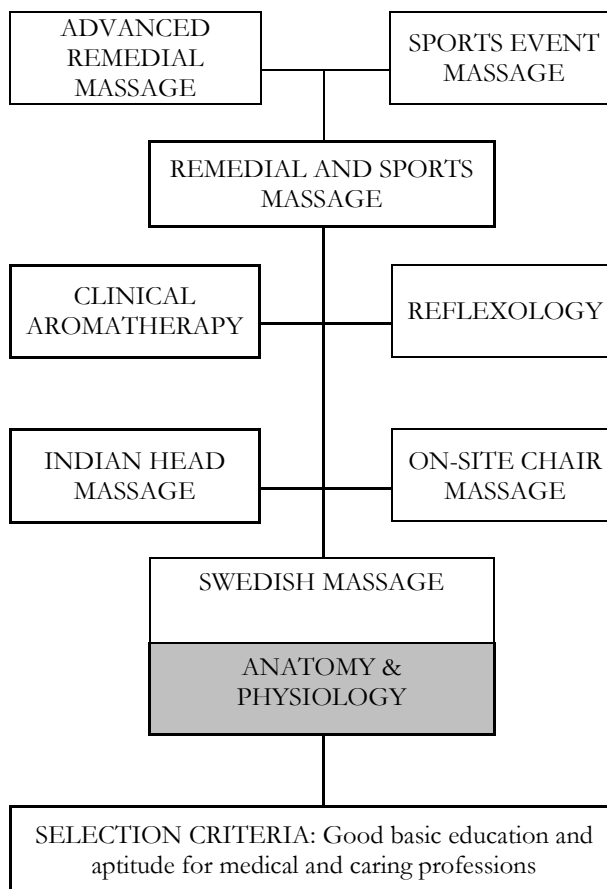 ADVANCED
REMEDIAL
MASSAGE
SPORTS EVENT
MASSAGE
REMEDIAL AND SPORTS
MASSAGE
CLINICAL
AROMATHERAPY
REFLEXOLOGY
INDIAN HEAD
MASSAGE
ON-SITE CHAIR
MASSAGE
SWEDISH MASSAGE
ANATOMY &
PHYSIOLOGY
SELECTION CRITERIA: Good basic education and
aptitude for medical and caring professions